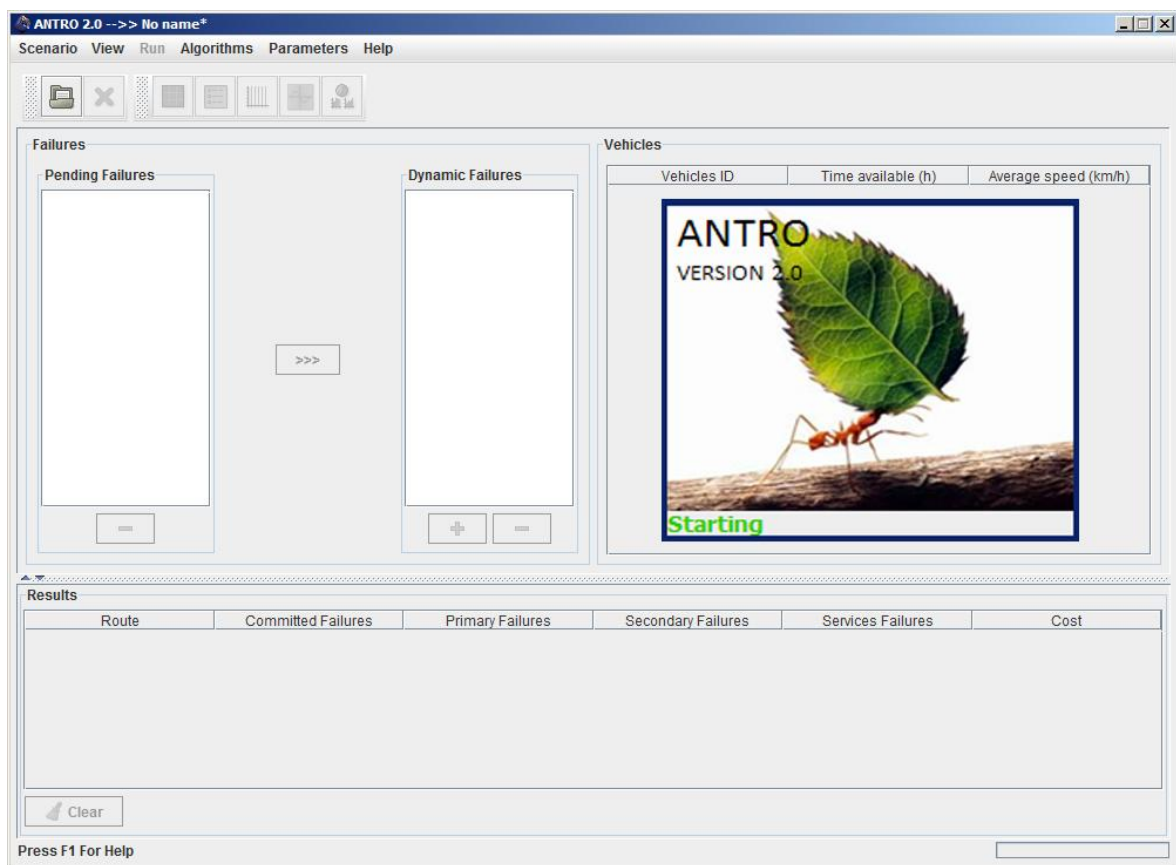 ANTRO 2.0 -->> No name*
Scenario View Run Algorithms Parameters Help
Failures
Pending Failures
>>>
Dynamic Failures
Vehicles
Vehicles ID Time available (h) Average speed (km/h)
ANTRO
VERSION 2.0
Starting
Results
Route Committed Failures Primary Failures Secondary Failures Services Failures Cost
Clear
Press F1 For Help